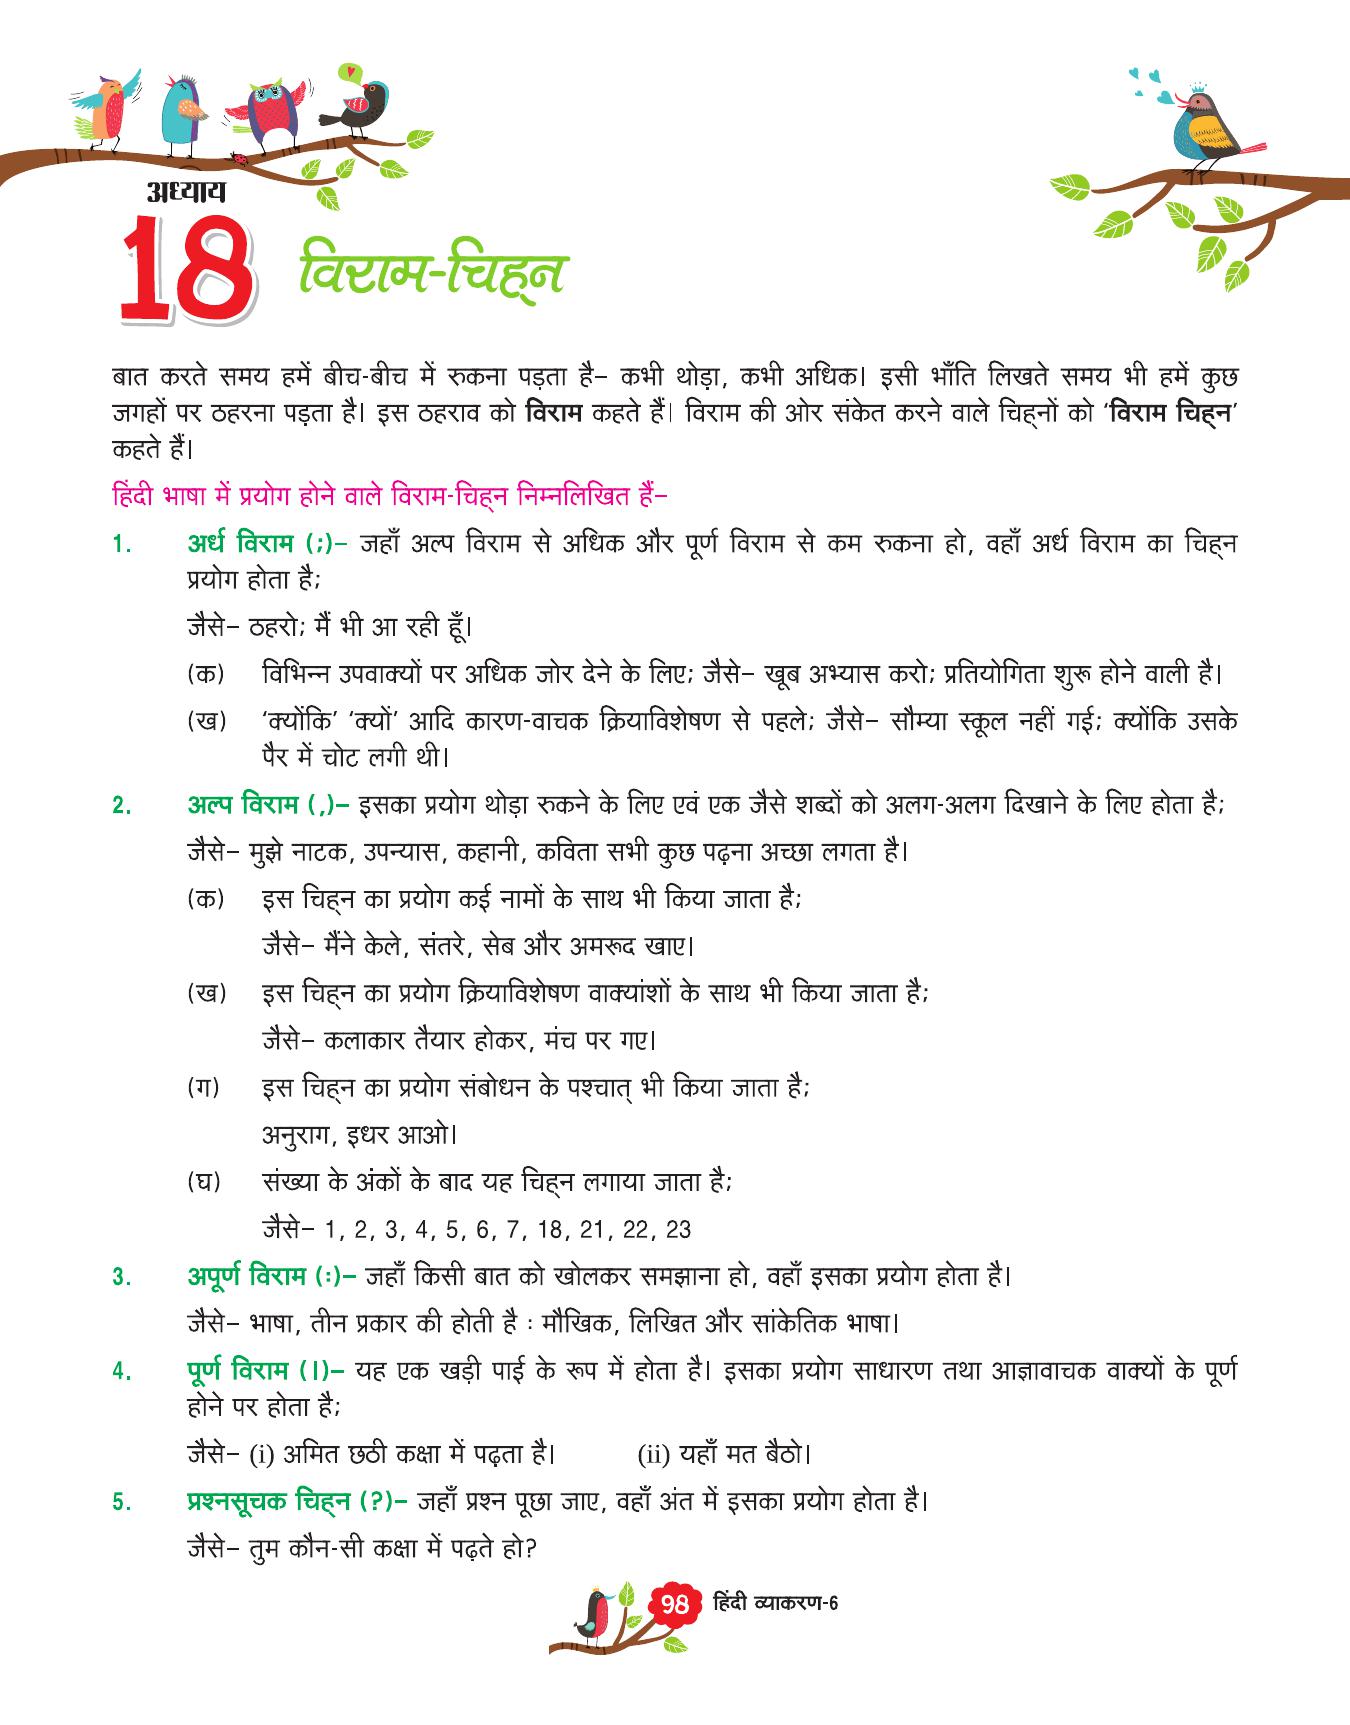 अध्याय
18
विराम-चिह्न
बात करते समय हमें बीच-बीच में रुकना पड़ता है– कभी थोड़ा, कभी अधिक। इसी भाँति लिखते समय भी हमें कुछ
जगहों पर ठहरना पड़ता है। इस ठहराव को विराम कहते हैं। विराम की ओर संकेत करने वाले चिह्नों को 'विराम चिह्न'
कहते हैं।
हिंदी भाषा में प्रयोग होने वाले विराम-चिह्न निम्नलिखित हैं–
1. अर्ध विराम (;)– जहाँ अल्प विराम से अधिक और पूर्ण विराम से कम रुकना हो, वहाँ अर्ध विराम का चिह्न
प्रयोग होता है;
जैसे– ठहरो; मैं भी आ रही हूँ।
(क) विभिन्न उपवाक्यों पर अधिक जोर देने के लिए; जैसे– खूब अभ्यास करो; प्रतियोगिता शुरू होने वाली है।
(ख) 'क्योंकि' 'क्यों' आदि कारण-वाचक क्रियाविशेषण से पहले; जैसे– सौम्या स्कूल नहीं गई; क्योंकि उसके
पैर में चोट लगी थी।
2. अल्प विराम (,)– इसका प्रयोग थोड़ा रुकने के लिए एवं एक जैसे शब्दों को अलग-अलग दिखाने के लिए होता है;
जैसे– मुझे नाटक, उपन्यास, कहानी, कविता सभी कुछ पढ़ना अच्छा लगता है।
(क) इस चिह्न का प्रयोग कई नामों के साथ भी किया जाता है;
जैसे– मैंने केले, संतरे, सेब और अमरूद खाए।
(ख) इस चिह्न का प्रयोग क्रियाविशेषण वाक्यांशों के साथ भी किया जाता है;
जैसे– कलाकार तैयार होकर, मंच पर गए।
(ग) इस चिह्न का प्रयोग संबोधन के पश्चात् भी किया जाता है;
अनुराग, इधर आओ।
(घ) संख्या के अंकों के बाद यह चिह्न लगाया जाता है;
जैसे– 1, 2, 3, 4, 5, 6, 7, 18, 21, 22, 23
3. अपूर्ण विराम (:)– जहाँ किसी बात को खोलकर समझाना हो, वहाँ इसका प्रयोग होता है।
जैसे– भाषा, तीन प्रकार की होती है : मौखिक, लिखित और सांकेतिक भाषा।
4. पूर्ण विराम (।)– यह एक खड़ी पाई के रूप में होता है। इसका प्रयोग साधारण तथा आज्ञावाचक वाक्यों के पूर्ण
होने पर होता है;
जैसे– (i) अमित छठी कक्षा में पढ़ता है। (ii) यहाँ मत बैठो।
5. प्रश्नसूचक चिह्न (?)– जहाँ प्रश्न पूछा जाए, वहाँ अंत में इसका प्रयोग होता है।
जैसे– तुम कौन-सी कक्षा में पढ़ते हो?
98 हिंदी व्याकरण-6